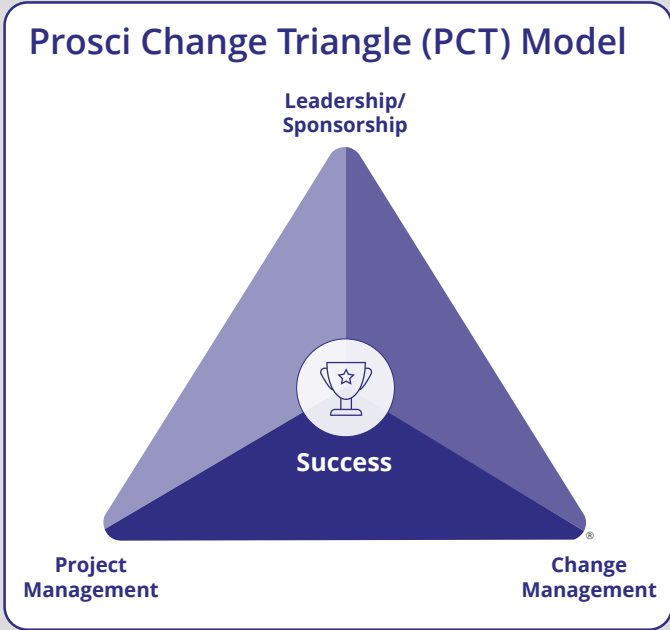 Prosci Change Triangle (PCT) Model
Leadership/
Sponsorship
Success
®
Project
Management
Change
Management